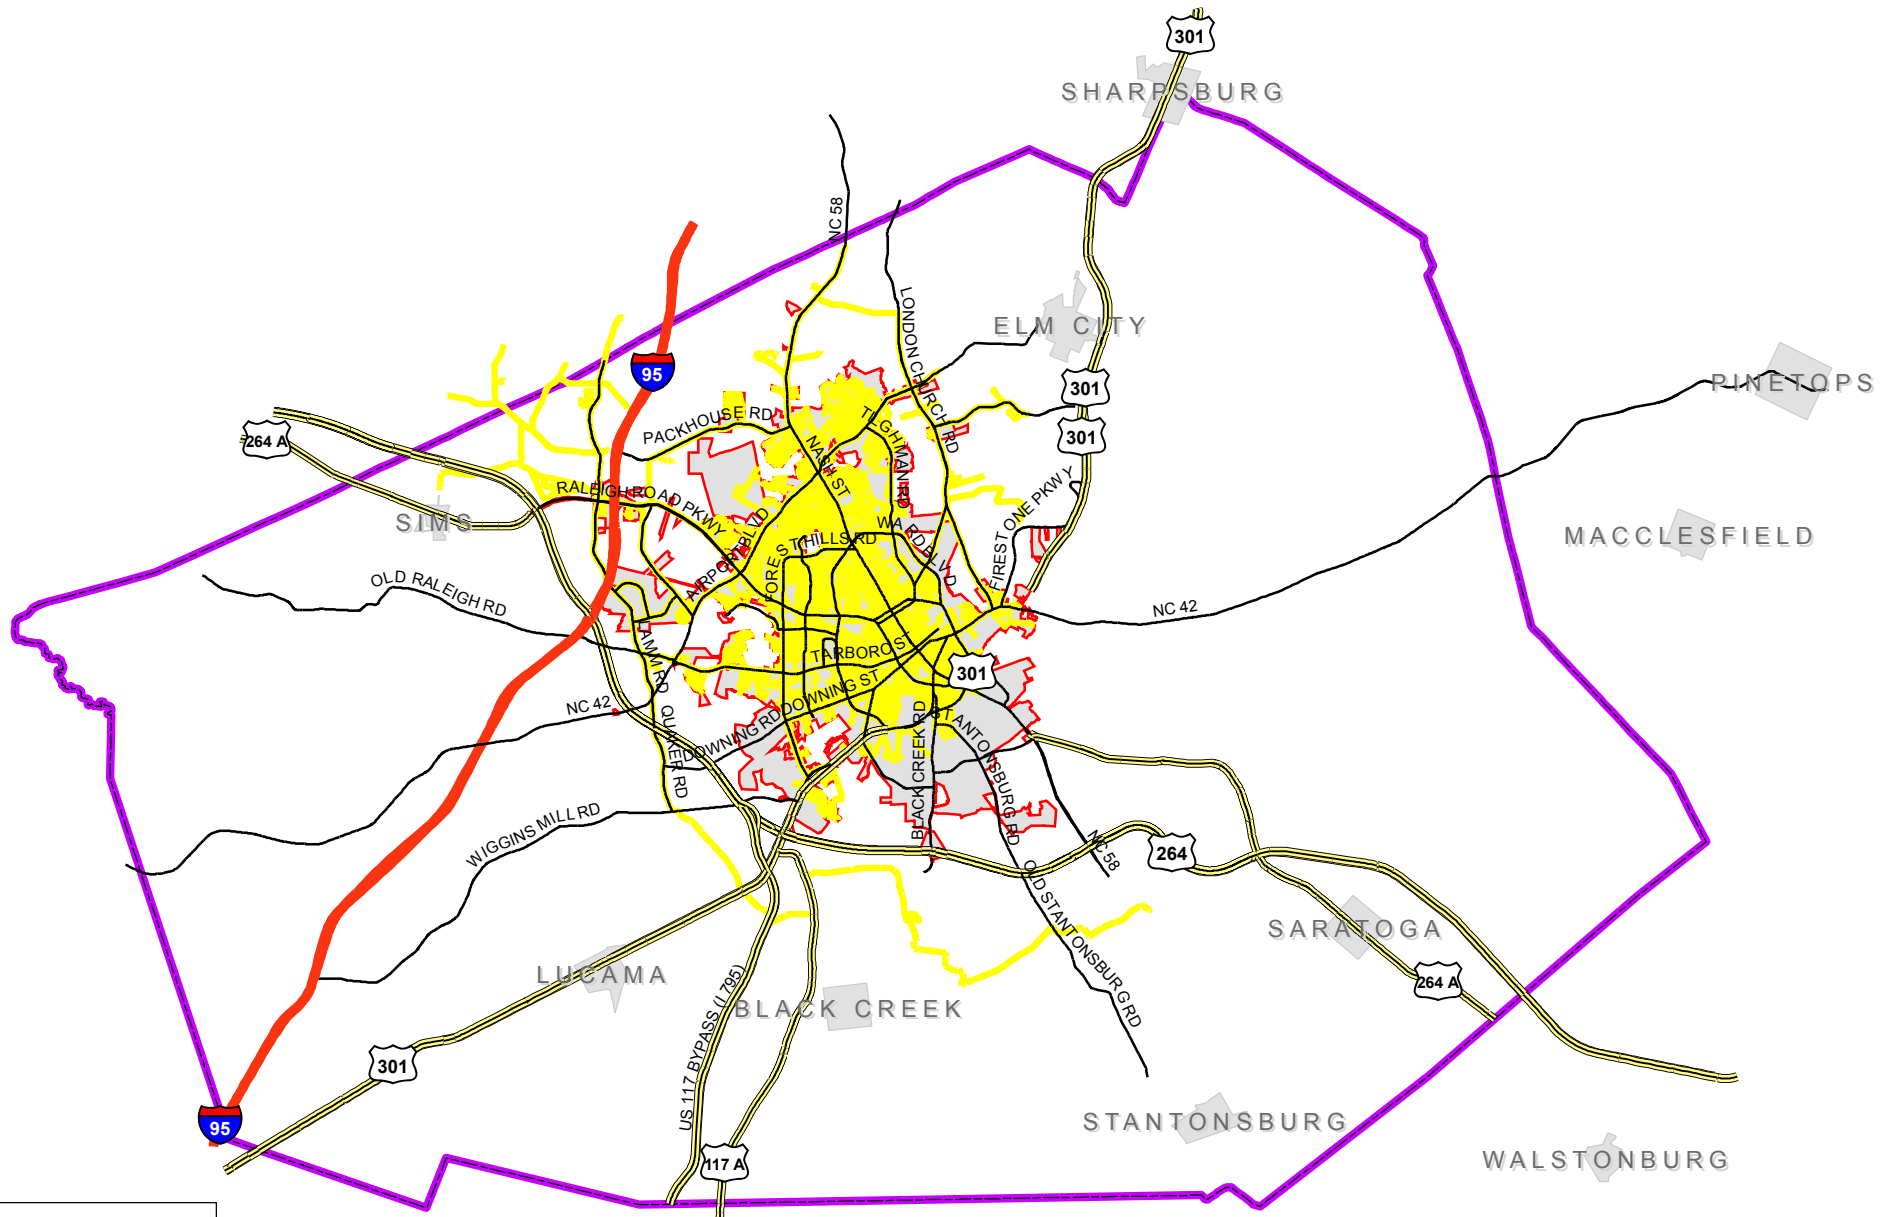 301
SHARPSBURG
NC 58
LONDON CHURCH RD
ELM CITY
95
301
PINETOPS
301
264 A
PACKHOUSE RD
TILGHMAN RD
NASH ST
RALEIGH ROAD PKWY
SIMS
FIRESTONE PKWY
MACCLESFIELD
WARD BLVD
FOREST HILLS RD
AIRPORT BLVD
OLD RALEIGH RD
NC 42
LAMM RD
TARBORO ST
301
DOWNING ST
NC 42
QUAKER RD
DOWNING RD
BLACK CREEK RD
STANTONSBURG RD
WIGGINS MILL RD
NC 58
264
OLD STANTONSBURG RD
SARATOGA
LUCAMA
264 A
US 117 BYPASS (I 795)
BLACK CREEK
301
95
STANTONSBURG
117 A
WALSTONBURG